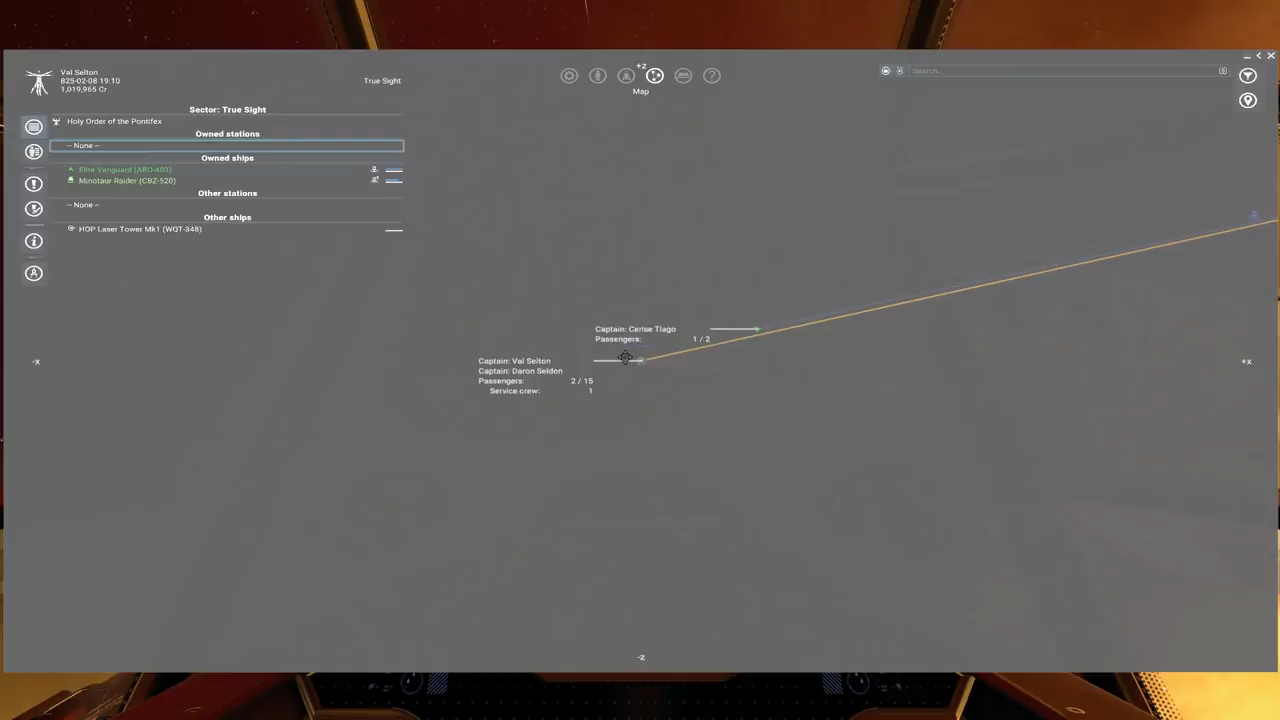 Val Selton
825-02-08 19:10
1,019,965 Cr
True Sight
+z
Map
Search...
Sector: True Sight
Holy Order of the Pontifex
Owned stations
-- None --
Owned ships
Elite Vanguard (ABO-403)
Minotaur Raider (CBZ-520)
Other stations
-- None --
Other ships
HOP Laser Tower Mk1 (WQT-348)
Captain: Cerise Tiago
Passengers: 1 / 2
Captain: Val Selton
Captain: Daron Seldon
Passengers: 2 / 15
Service crew: 1
-x
+x
-z